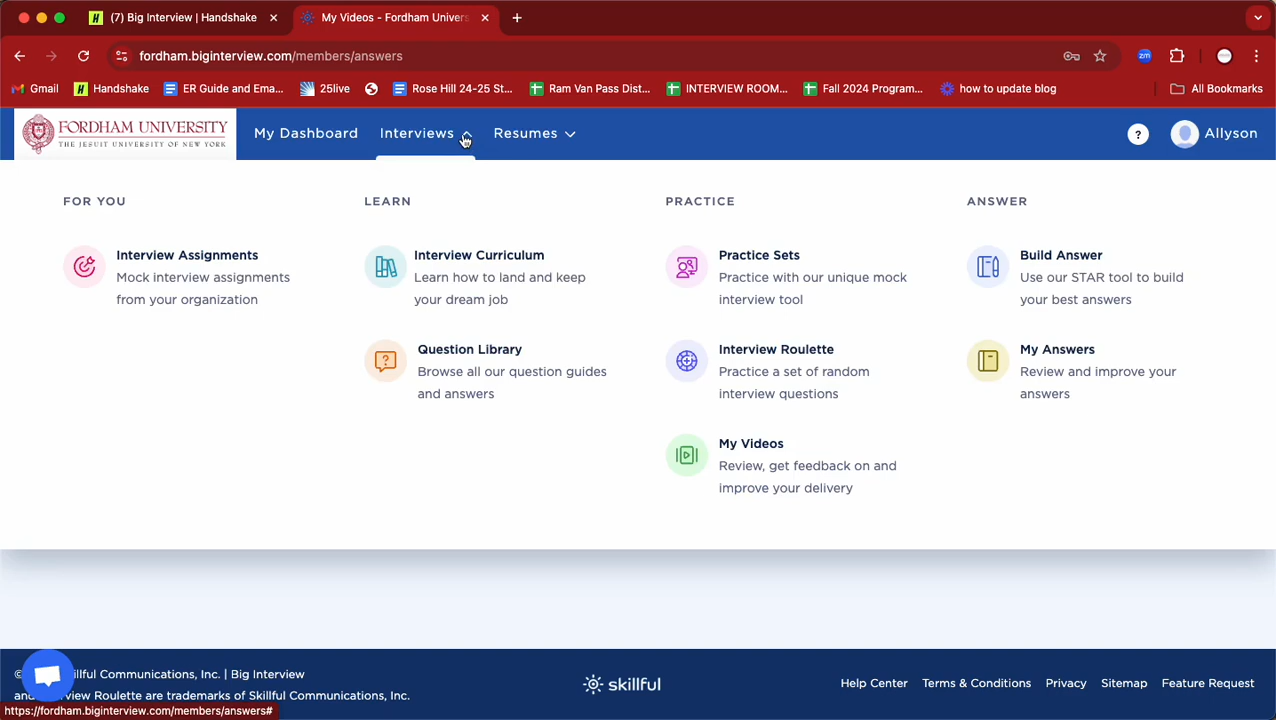 (7) Big Interview | Handshake
My Videos - Fordham Univers
fordham.biginterview.com/members/answers
zm
Gmail
Handshake
ER Guide and Ema...
25live
Rose Hill 24-25 St...
Ram Van Pass Dist...
INTERVIEW ROOM...
Fall 2024 Program...
how to update blog
All Bookmarks
FORDHAM UNIVERSITY
THE JESUIT UNIVERSITY OF NEW YORK
My Dashboard
Interviews
Resumes
?
Allyson
FOR YOU
Interview Assignments
Mock interview assignments
from your organization
LEARN
Interview Curriculum
Learn how to land and keep
your dream job
Question Library
Browse all our question guides
and answers
PRACTICE
Practice Sets
Practice with our unique mock
interview tool
Interview Roulette
Practice a set of random
interview questions
My Videos
Review, get feedback on and
improve your delivery
ANSWER
Build Answer
Use our STAR tool to build
your best answers
My Answers
Review and improve your
answers
© killful Communications, Inc. | Big Interview
and rview Roulette are trademarks of Skillful Communications, Inc.
skillful
Help Center
Terms & Conditions
Privacy
Sitemap
Feature Request
https://fordham.biginterview.com/members/answers#